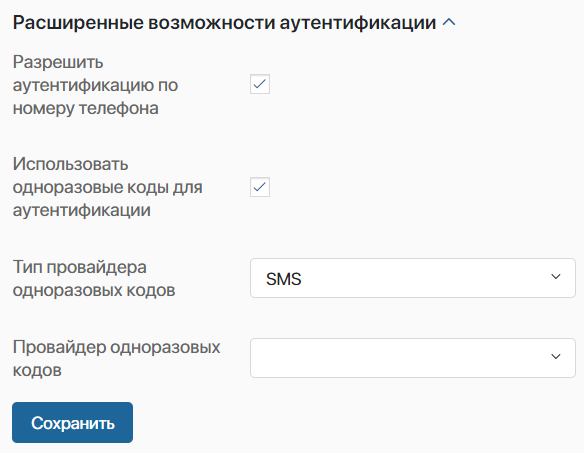 Расширенные возможности аутентификации
Разрешить
аутентификацию по
номеру телефона
Использовать
одноразовые коды для
аутентификации
Тип провайдера
одноразовых кодов
SMS
Провайдер одноразовых
кодов
Сохранить